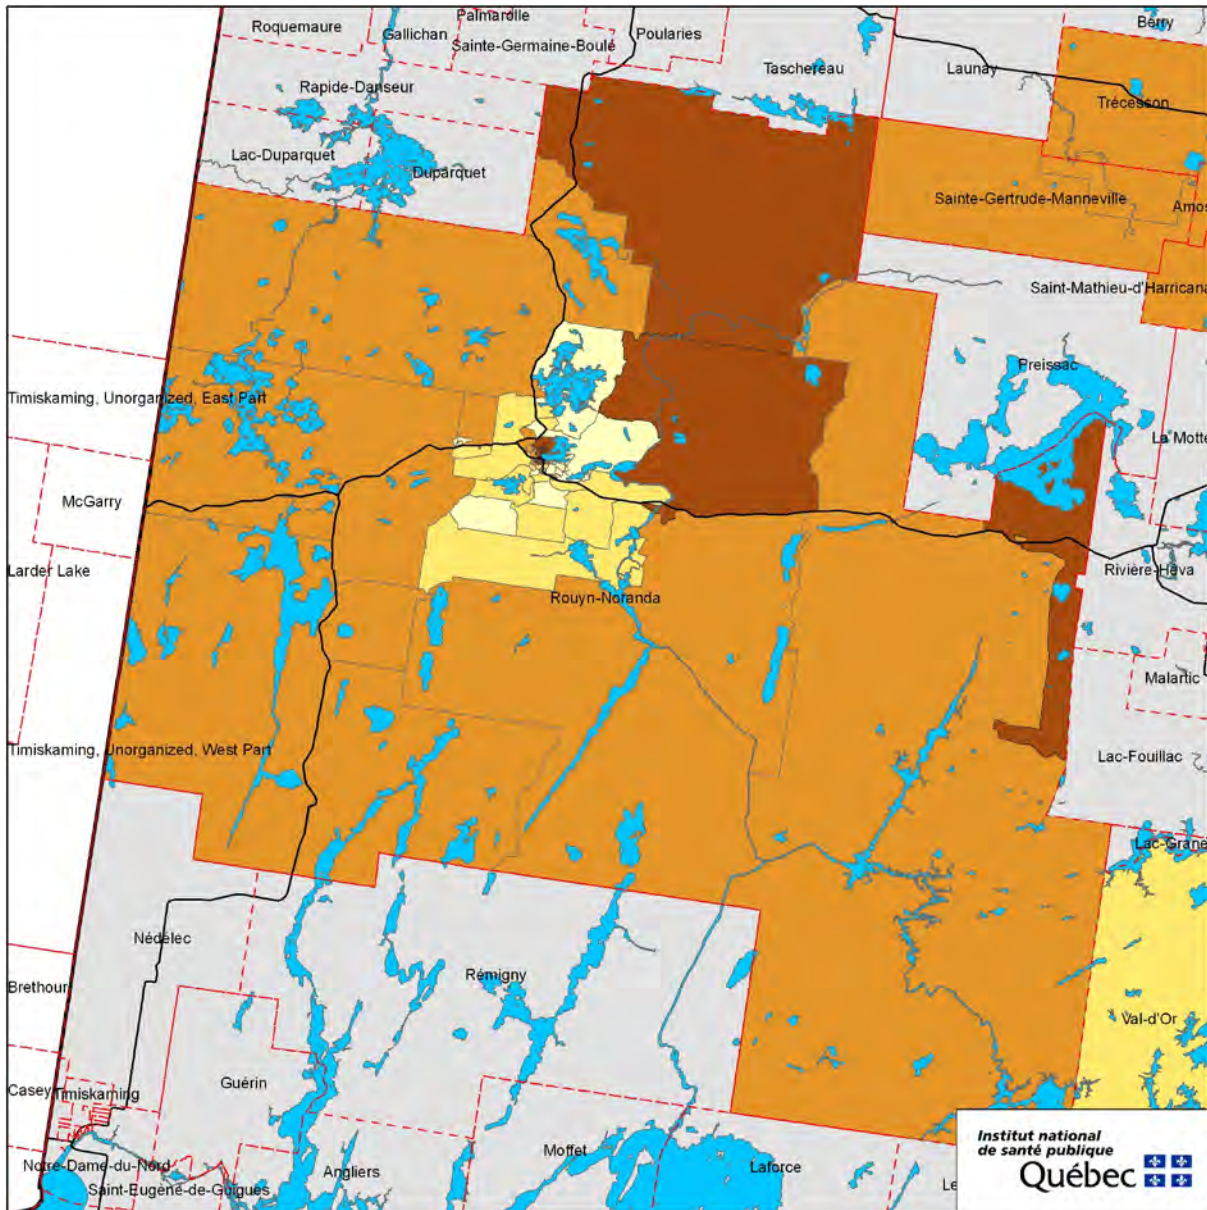 Palmarolle
Berry
Roquemaure
Gallichan
Poularies
Sainte-Germaine-Boulé
Taschereau
Launay
Rapide-Danseur
Trécesson
Lac-Duparquet
Duparquet
Sainte-Gertrude-Manneville
Amos
Saint-Mathieu-d'Harricana
Preissac
Timiskaming, Unorganized, East Part
La Motte
McGarry
Larder Lake
Rivière-Héva
Rouyn-Noranda
Malartic
Timiskaming, Unorganized, West Part
Lac-Fouillac
Lac-Grane
Nédélec
Rémigny
Brethour
Val-d'Or
Guérin
Casey
Timiskaming
Institut national
de santé publique
Québec
Moffet
Notre-Dame-du-Nord
Angliers
Laforce
Saint-Eugène-de-Guigues
Le